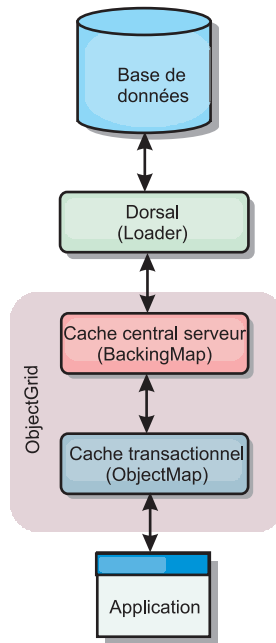 Base de
données
Dorsal
(Loader)
ObjectGrid
Cache central serveur
(BackingMap)
Cache transactionnel
(ObjectMap)
Application